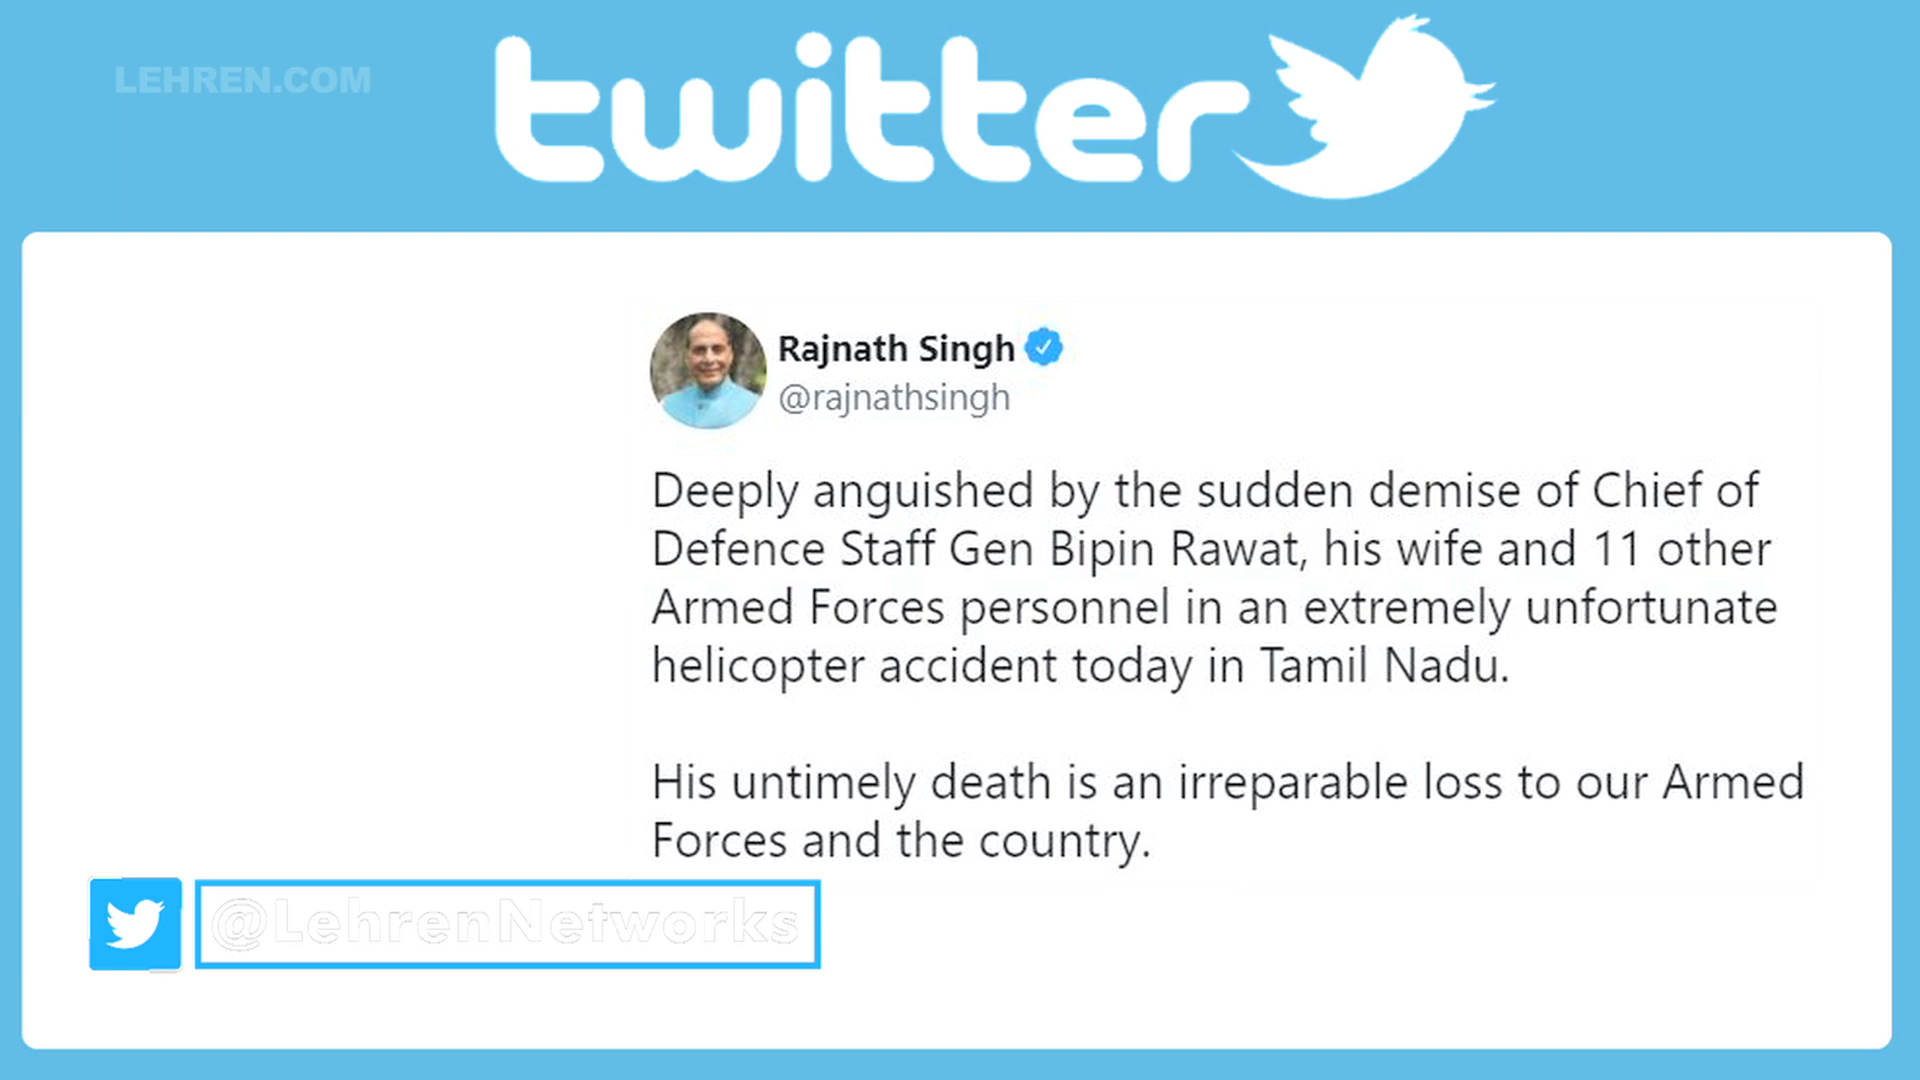 LEHREN.COM
twitter
Rajnath Singh
@rajnathsingh
Deeply anguished by the sudden demise of Chief of
Defence Staff Gen Bipin Rawat, his wife and 11 other
Armed Forces personnel in an extremely unfortunate
helicopter accident today in Tamil Nadu.
His untimely death is an irreparable loss to our Armed
Forces and the country.
@LehrenNetworks